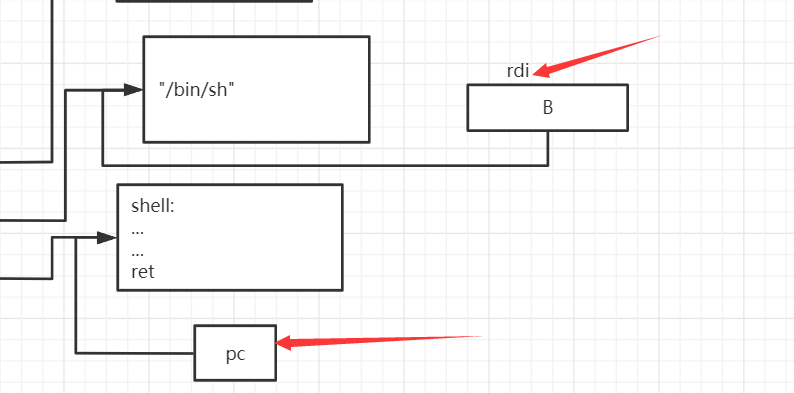 "/bin/sh"
rdi
B
shell:
...
...
ret
pc